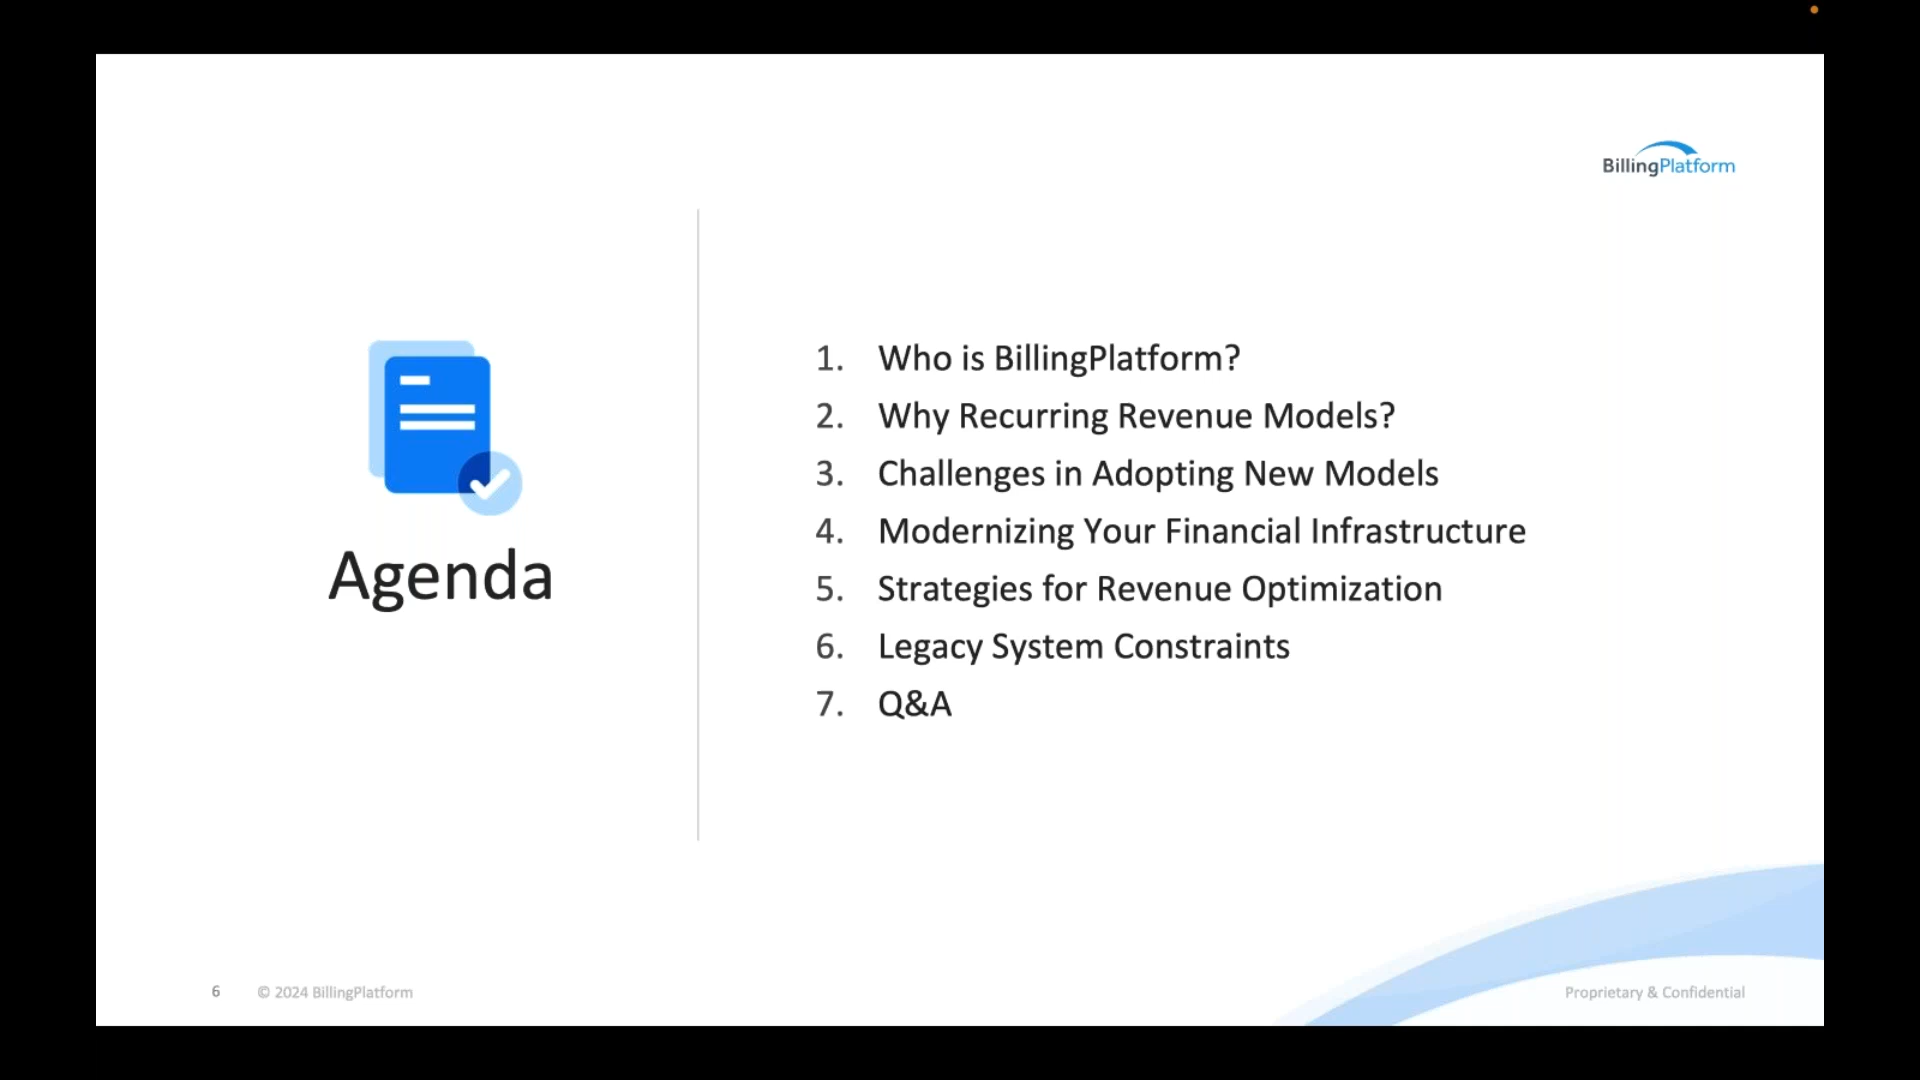 BillingPlatform
Agenda
1. Who is BillingPlatform?
2. Why Recurring Revenue Models?
3. Challenges in Adopting New Models
4. Modernizing Your Financial Infrastructure
5. Strategies for Revenue Optimization
6. Legacy System Constraints
7. Q&A
6 © 2024 BillingPlatform
Proprietary & Confidential